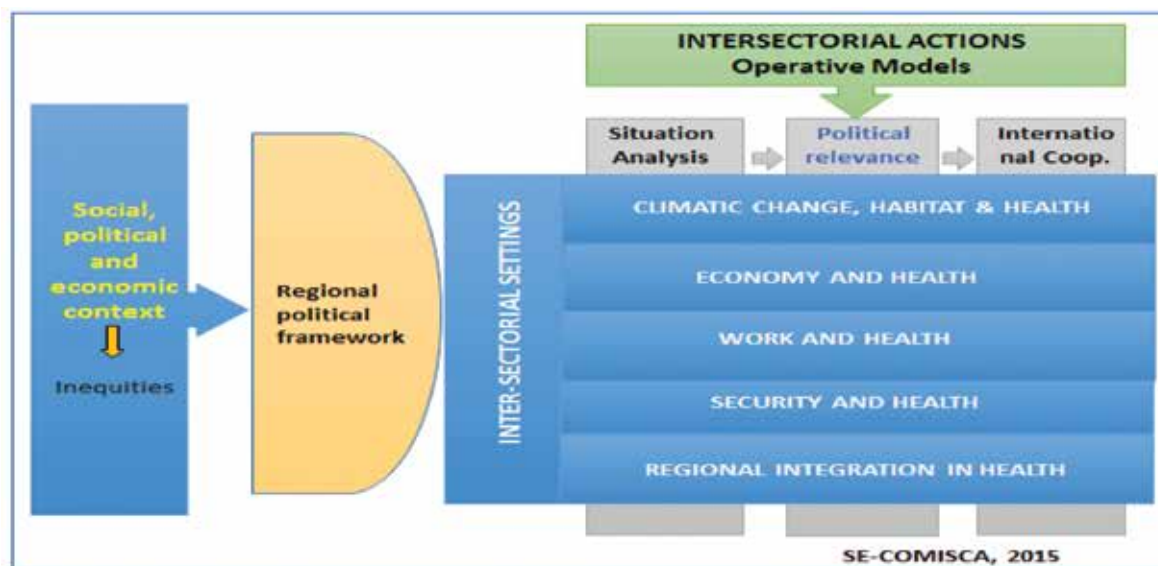 INTERSECTORIAL ACTIONS
Operative Models
Situation
Analysis
Political
relevance
Internatio
nal Coop.
Social,
political
and
economic
context
Inequities
Regional
political
framework
INTER-SECTORIAL SETTINGS
CLIMATIC CHANGE, HABITAT & HEALTH
ECONOMY AND HEALTH
WORK AND HEALTH
SECURITY AND HEALTH
REGIONAL INTEGRATION IN HEALTH
SE-COMISCA, 2015